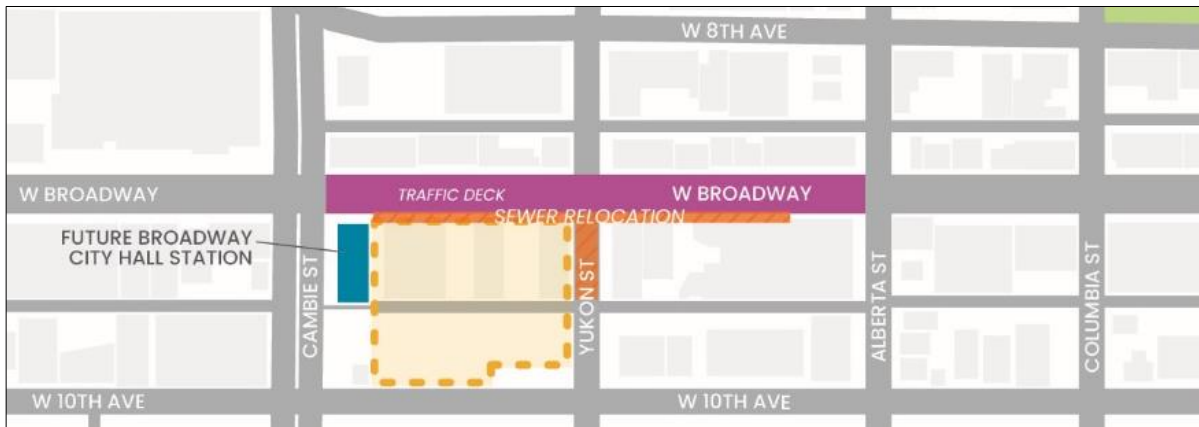 W 8TH AVE
W BROADWAY
TRAFFIC DECK
W BROADWAY
SEWER RELOCATION
FUTURE BROADWAY
CITY HALL STATION
CAMBIE ST
YUKON ST
ALBERTA ST
COLUMBIA ST
W 10TH AVE
W 10TH AVE